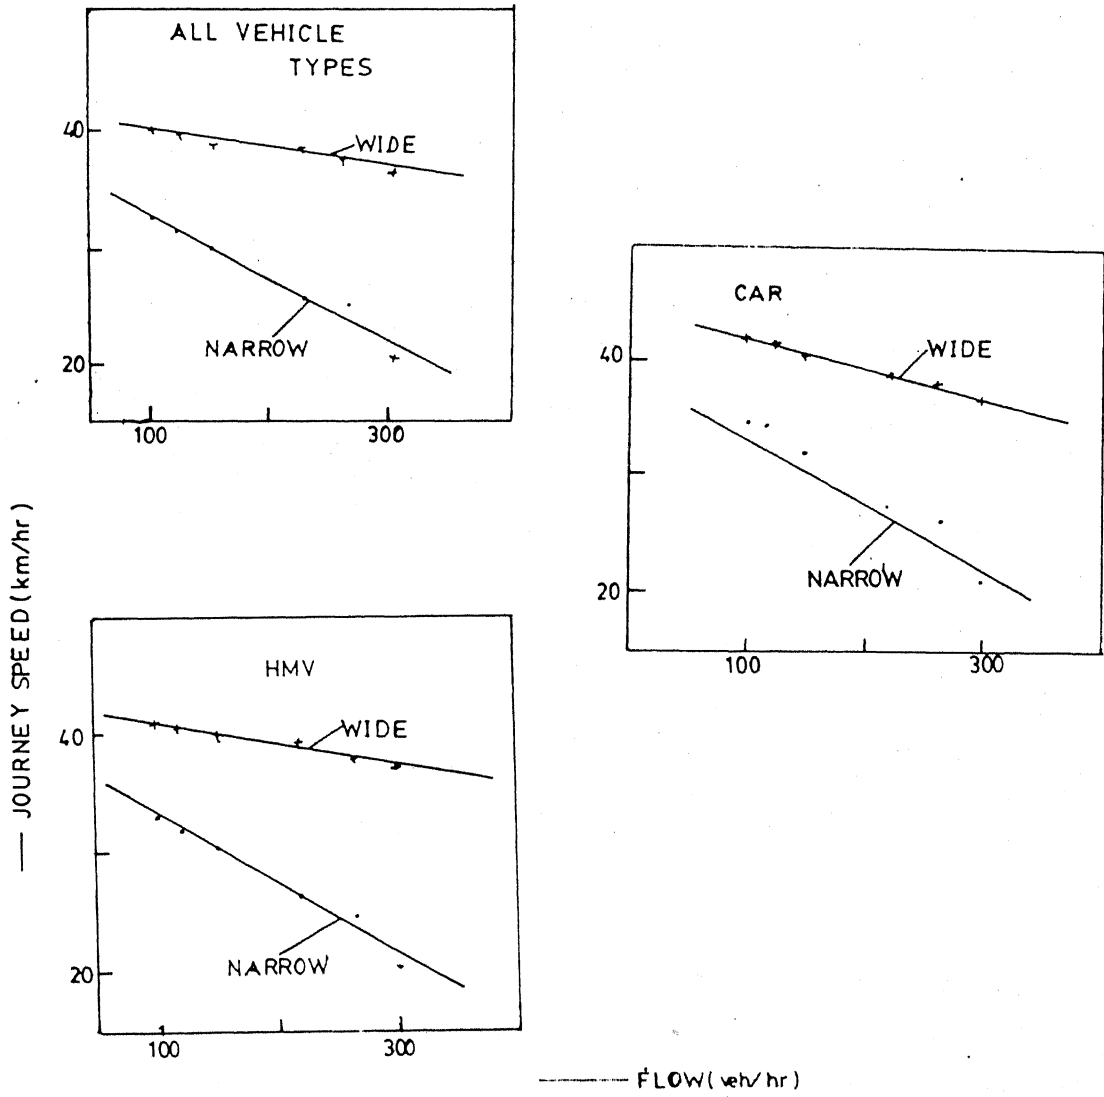 ALL VEHICLE
TYPES
40
WIDE
NARROW
20
100
300
CAR
40
WIDE
NARROW
20
100
300
JOURNEY SPEED (km/hr)
HMV
40
WIDE
NARROW
20
100
300
FLOW (veh/hr)